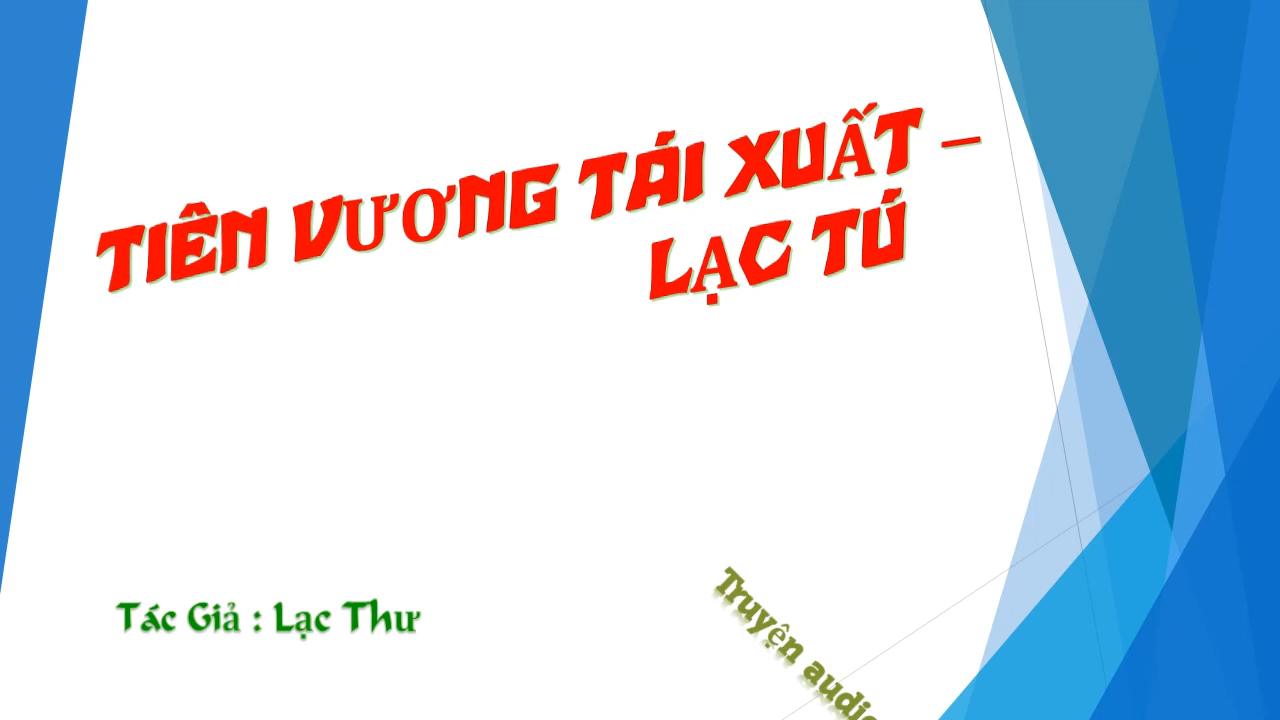 TIÊN VƯƠNG TÁI XUẤT –
LẠC TÚ
Tác Giả : Lạc Thư
Truyện audio